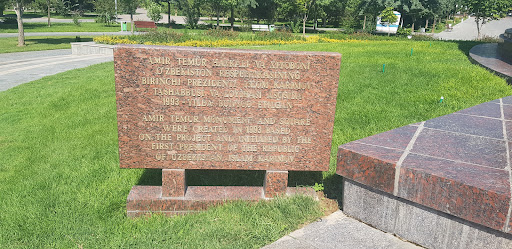 AMIR TEMUR HAYKELI VA XIYOBONI
O'ZBEKISTON RESPUBLIKASINING
BIRINCHI PREZIDENTI ISLOM KARIMOV
TASHABBUSI VA LOYIHASI ASOSIDA
1993-YILDA BUNYOD ETILGAN
AMIR TEMUR MONUMENT AND SQUARE
WERE CREATED IN 1993 BASED
ON THE PROJECT AND INITIATED BY THE
FIRST PRESIDENT OF THE REPUBLIC
OF UZBEKISTAN ISLAM KARIMOV